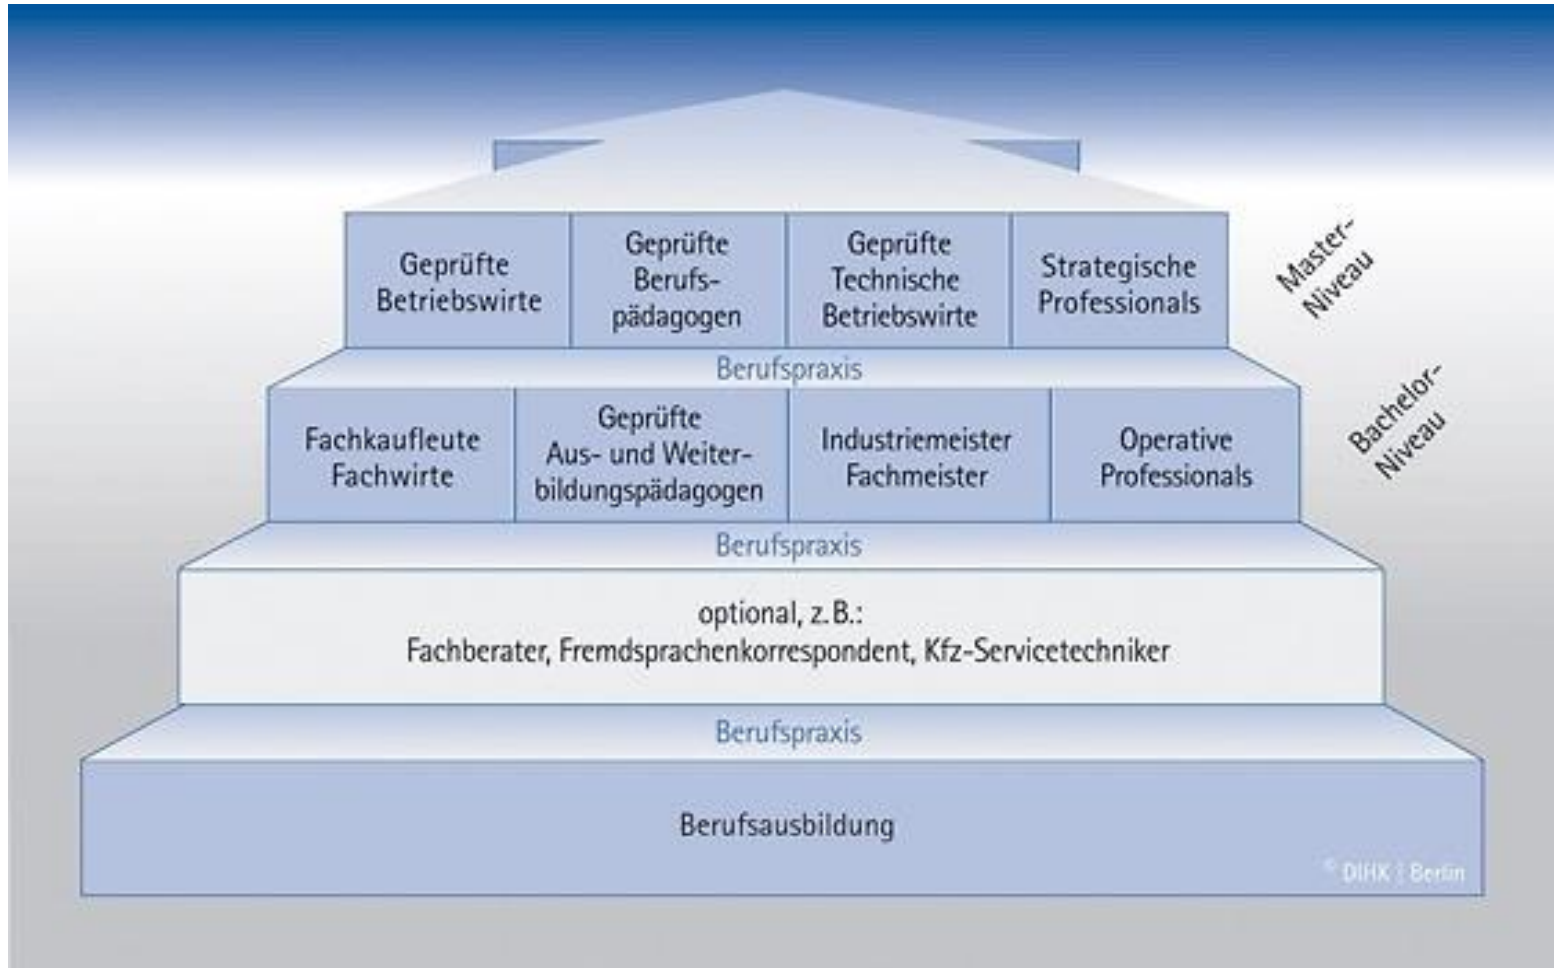 Geprüfte
Betriebswirte
Geprüfte
Berufs-
pädagogen
Geprüfte
Technische
Betriebswirte
Strategische
Professionals
Master-
Niveau
Berufspraxis
Fachkaufleute
Fachwirte
Geprüfte
Aus- und Weiter-
bildungspädagogen
Industriemeister
Fachmeister
Operative
Professionals
Bachelor-
Niveau
Berufspraxis
optional, z. B.:
Fachberater, Fremdsprachenkorrespondent, Kfz-Servicetechniker
Berufspraxis
Berufsausbildung
© DIHK | Berlin